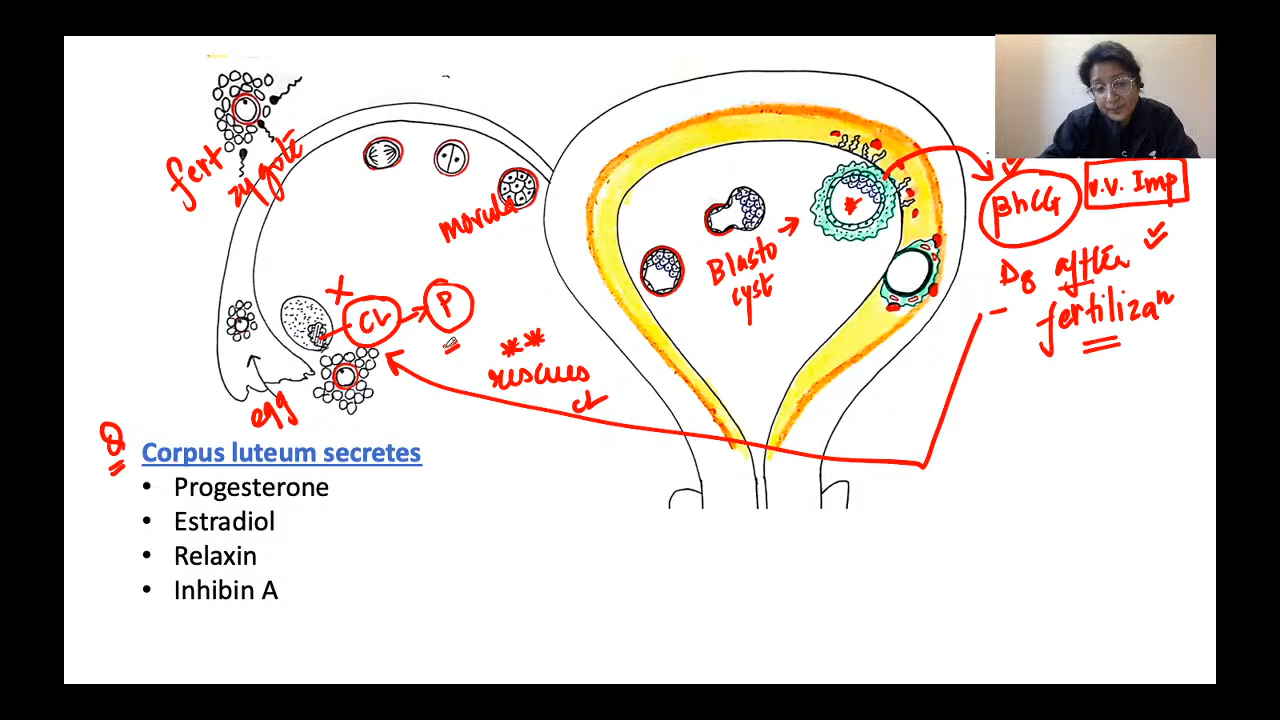 fert
zygote
morula
Blasto
cyst
βhCG
v.v. Imp
D8 after
fertilizaⁿ
CL
P
**
rescues
CL
egg
Q
Corpus luteum secretes
• Progesterone
• Estradiol
• Relaxin
• Inhibin A